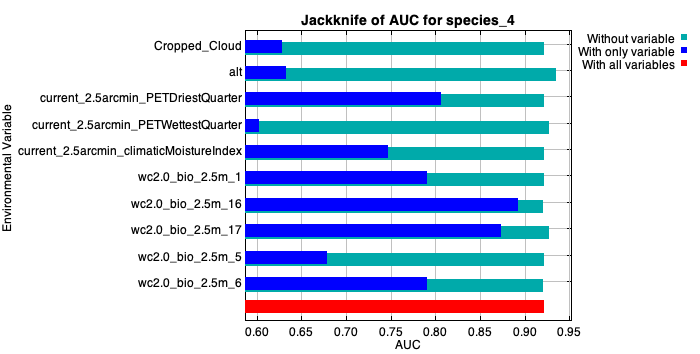 Jackknife of AUC for species_4
Without variable
With only variable
With all variables
Environmental Variable
Cropped_Cloud
alt
current_2.5arcmin_PETDriestQuarter
current_2.5arcmin_PETWettestQuarter
current_2.5arcmin_climaticMoistureIndex
wc2.0_bio_2.5m_1
wc2.0_bio_2.5m_16
wc2.0_bio_2.5m_17
wc2.0_bio_2.5m_5
wc2.0_bio_2.5m_6
0.60 0.65 0.70 0.75 0.80 0.85 0.90 0.95
AUC